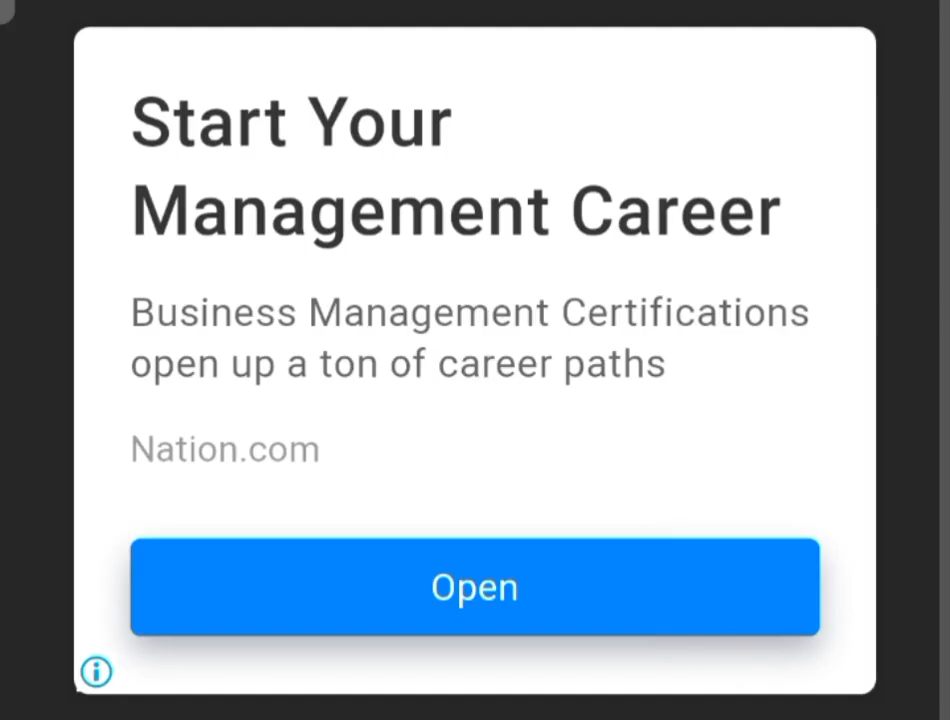 Start Your
Management Career
Business Management Certifications
open up a ton of career paths
Nation.com
Open